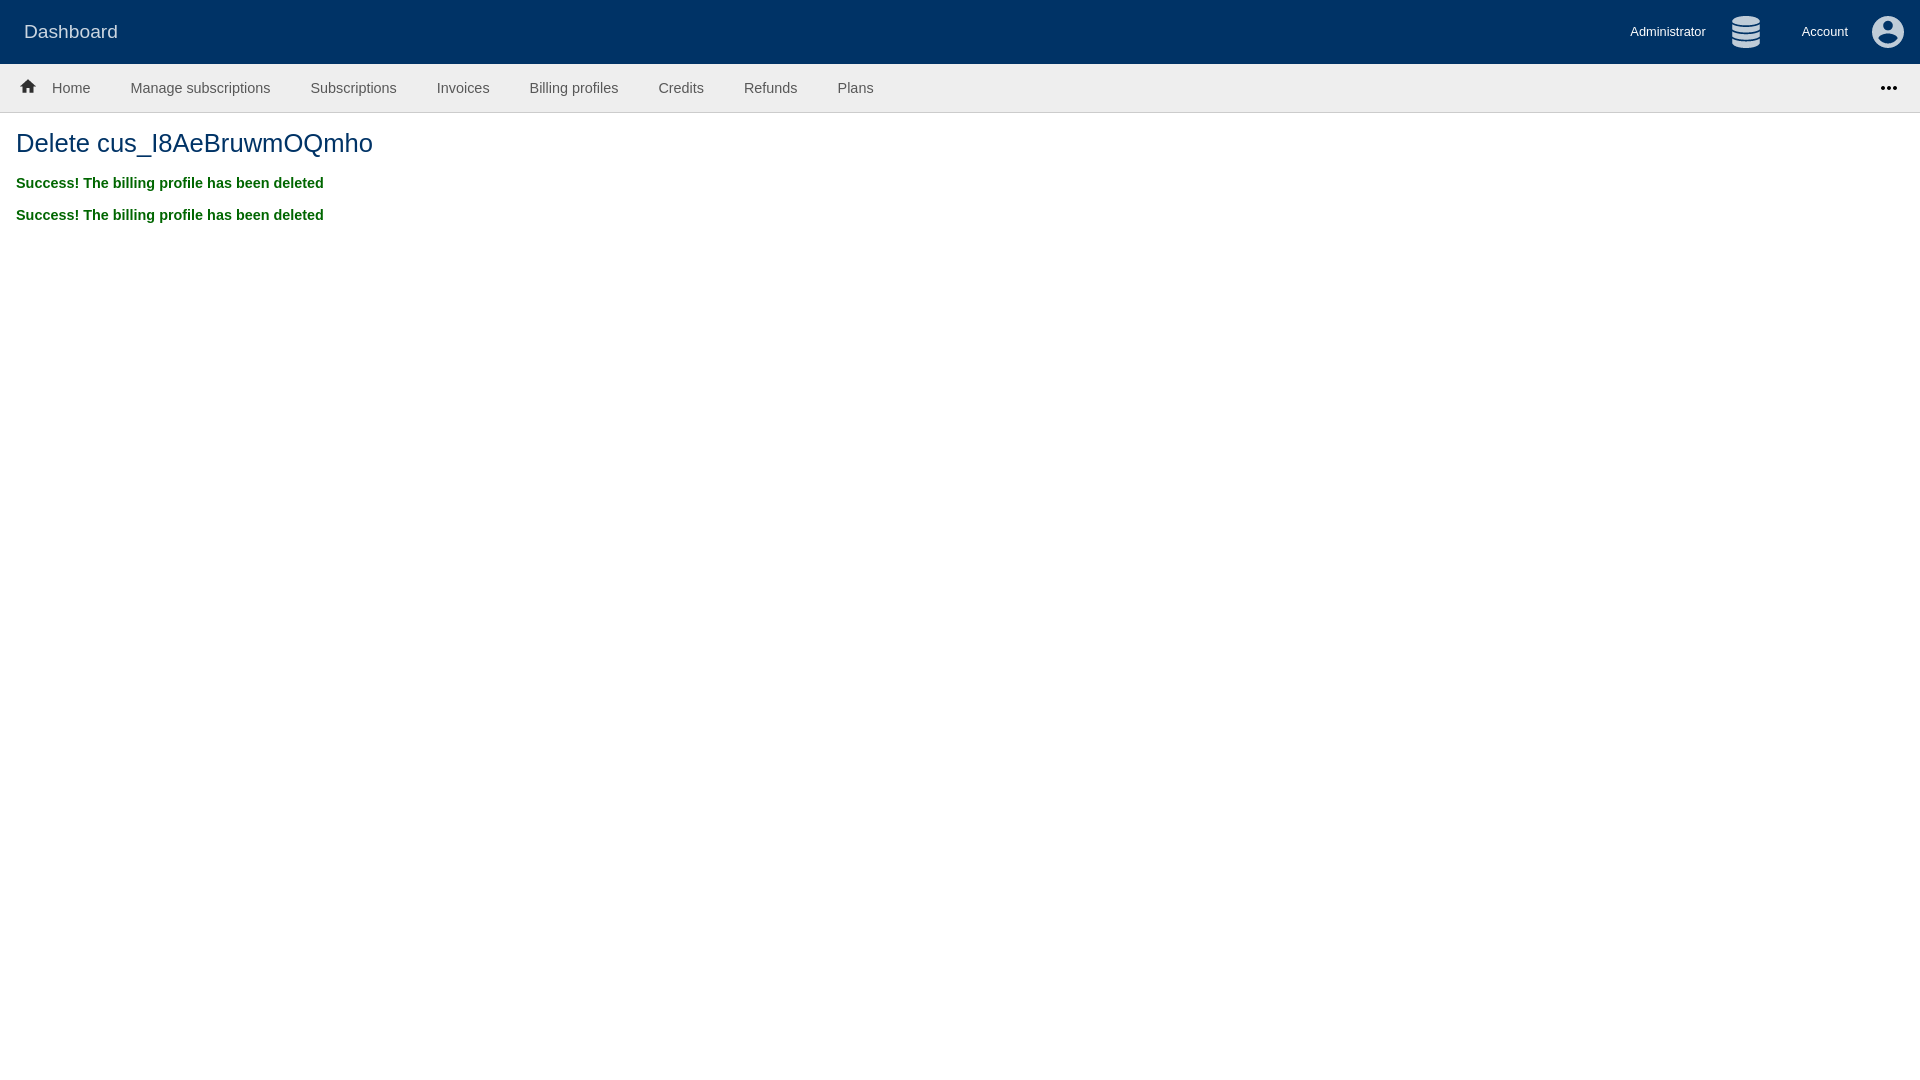 Dashboard
Administrator
Account
Home
Manage subscriptions
Subscriptions
Invoices
Billing profiles
Credits
Refunds
Plans
Delete cus_I8AeBruwmOQmho
Success! The billing profile has been deleted
Success! The billing profile has been deleted